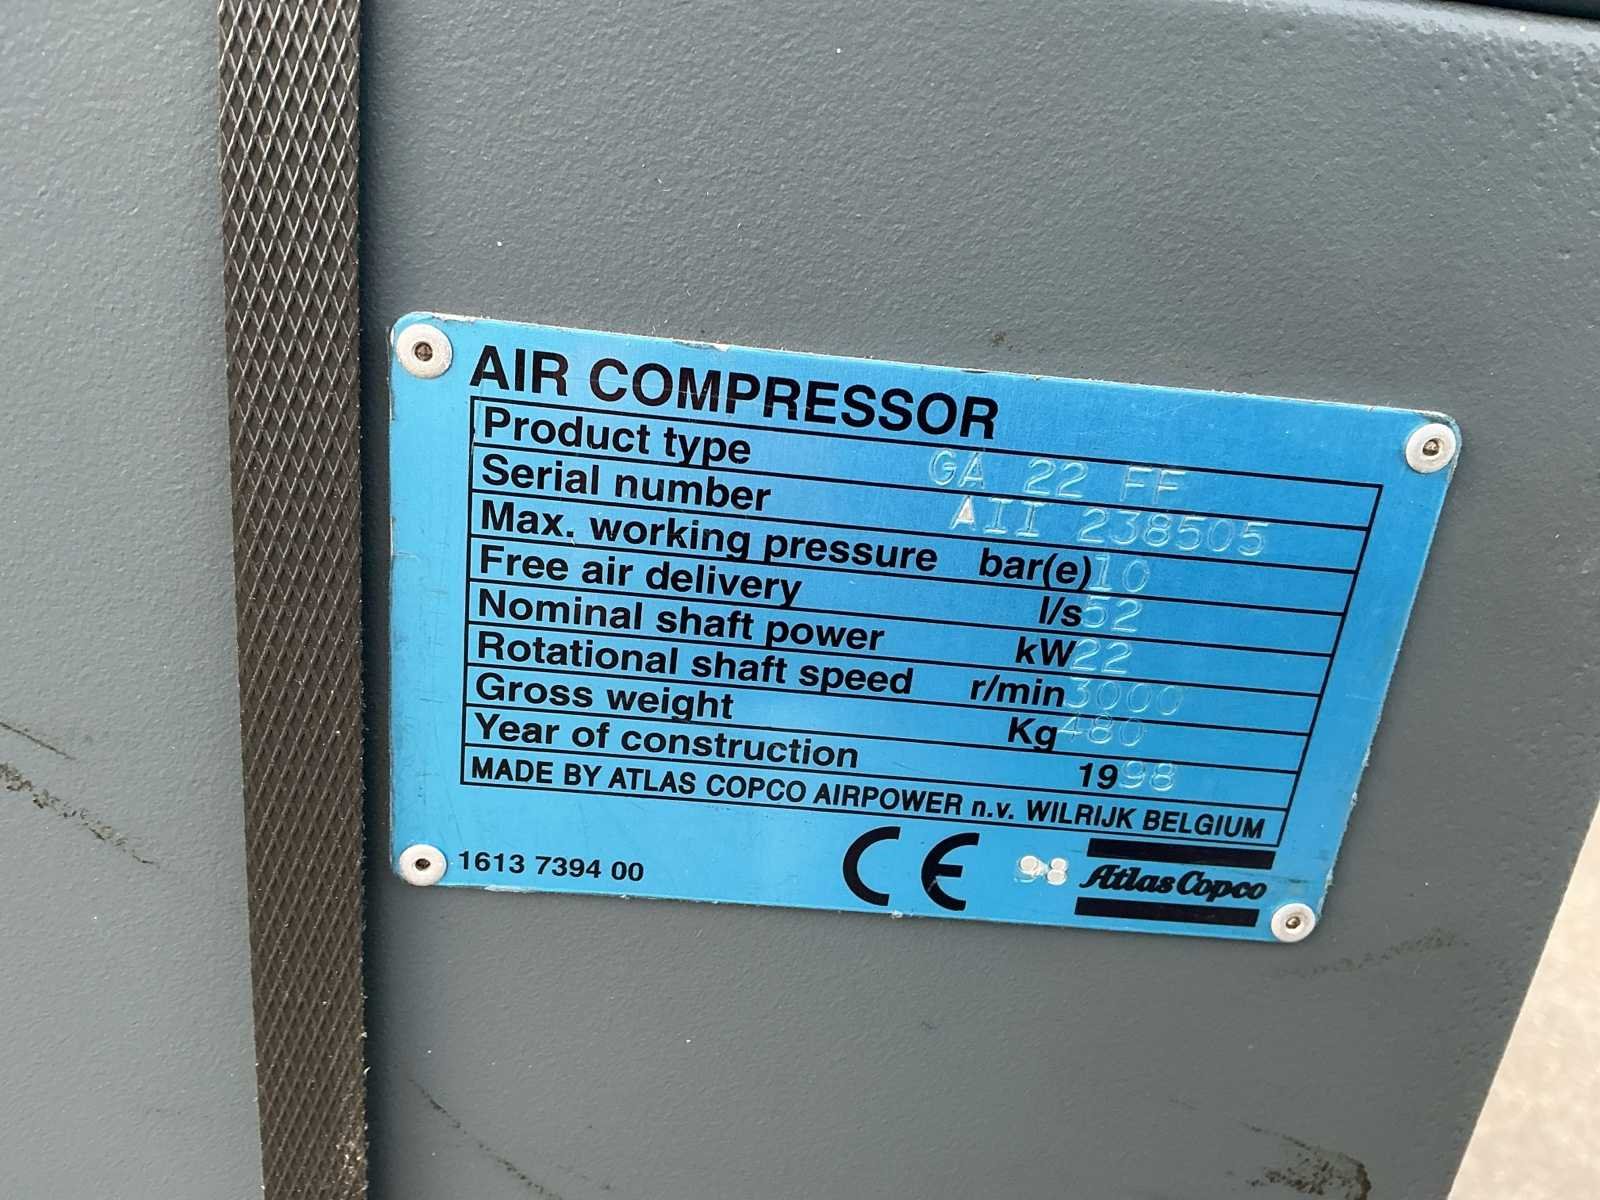 AIR COMPRESSOR
Product type GA 22 FF
Serial number AII 238505
Max. working pressure bar(e) 10
Free air delivery l/s 52
Nominal shaft power kW 22
Rotational shaft speed r/min 3000
Gross weight Kg 480
Year of construction 1998
MADE BY ATLAS COPCO AIRPOWER n.v. WILRIJK BELGIUM
1613 7394 00 CE 98 Atlas Copco